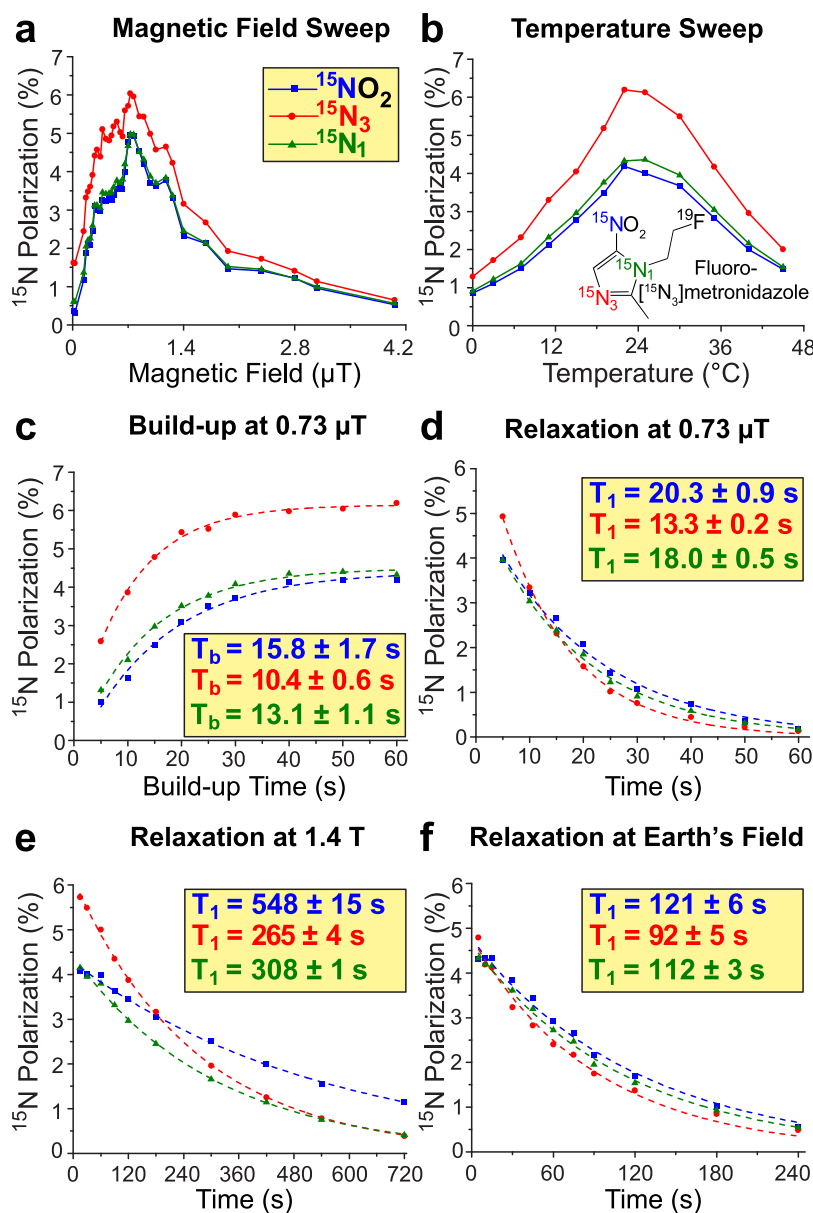 a Magnetic Field Sweep
¹⁵N Polarization (%)
7
6
5
4
3
2
1
0
¹⁵NO₂
¹⁵N₃
¹⁵N₁
0 1.4 2.8 4.2
Magnetic Field (µT)
b Temperature Sweep
¹⁵N Polarization (%)
7
6
5
4
3
2
1
0
¹⁵N
O₂
¹⁹F
¹⁵N₁
¹⁵N₃
Fluoro-
[¹⁵N₃]metronidazole
0 12 24 36 48
Temperature (°C)
c Build-up at 0.73 µT
¹⁵N Polarization (%)
7
6
5
4
3
2
1
0
T_b = 15.8 ± 1.7 s
T_b = 10.4 ± 0.6 s
T_b = 13.1 ± 1.1 s
0 10 20 30 40 50 60
Build-up Time (s)
d Relaxation at 0.73 µT
¹⁵N Polarization (%)
6
5
4
3
2
1
0
T₁ = 20.3 ± 0.9 s
T₁ = 13.3 ± 0.2 s
T₁ = 18.0 ± 0.5 s
0 10 20 30 40 50 60
Time (s)
e Relaxation at 1.4 T
¹⁵N Polarization (%)
6
5
4
3
2
1
0
T₁ = 548 ± 15 s
T₁ = 265 ± 4 s
T₁ = 308 ± 1 s
0 120 240 360 480 600 720
Time (s)
f Relaxation at Earth's Field
¹⁵N Polarization (%)
6
5
4
3
2
1
0
T₁ = 121 ± 6 s
T₁ = 92 ± 5 s
T₁ = 112 ± 3 s
0 60 120 180 240
Time (s)